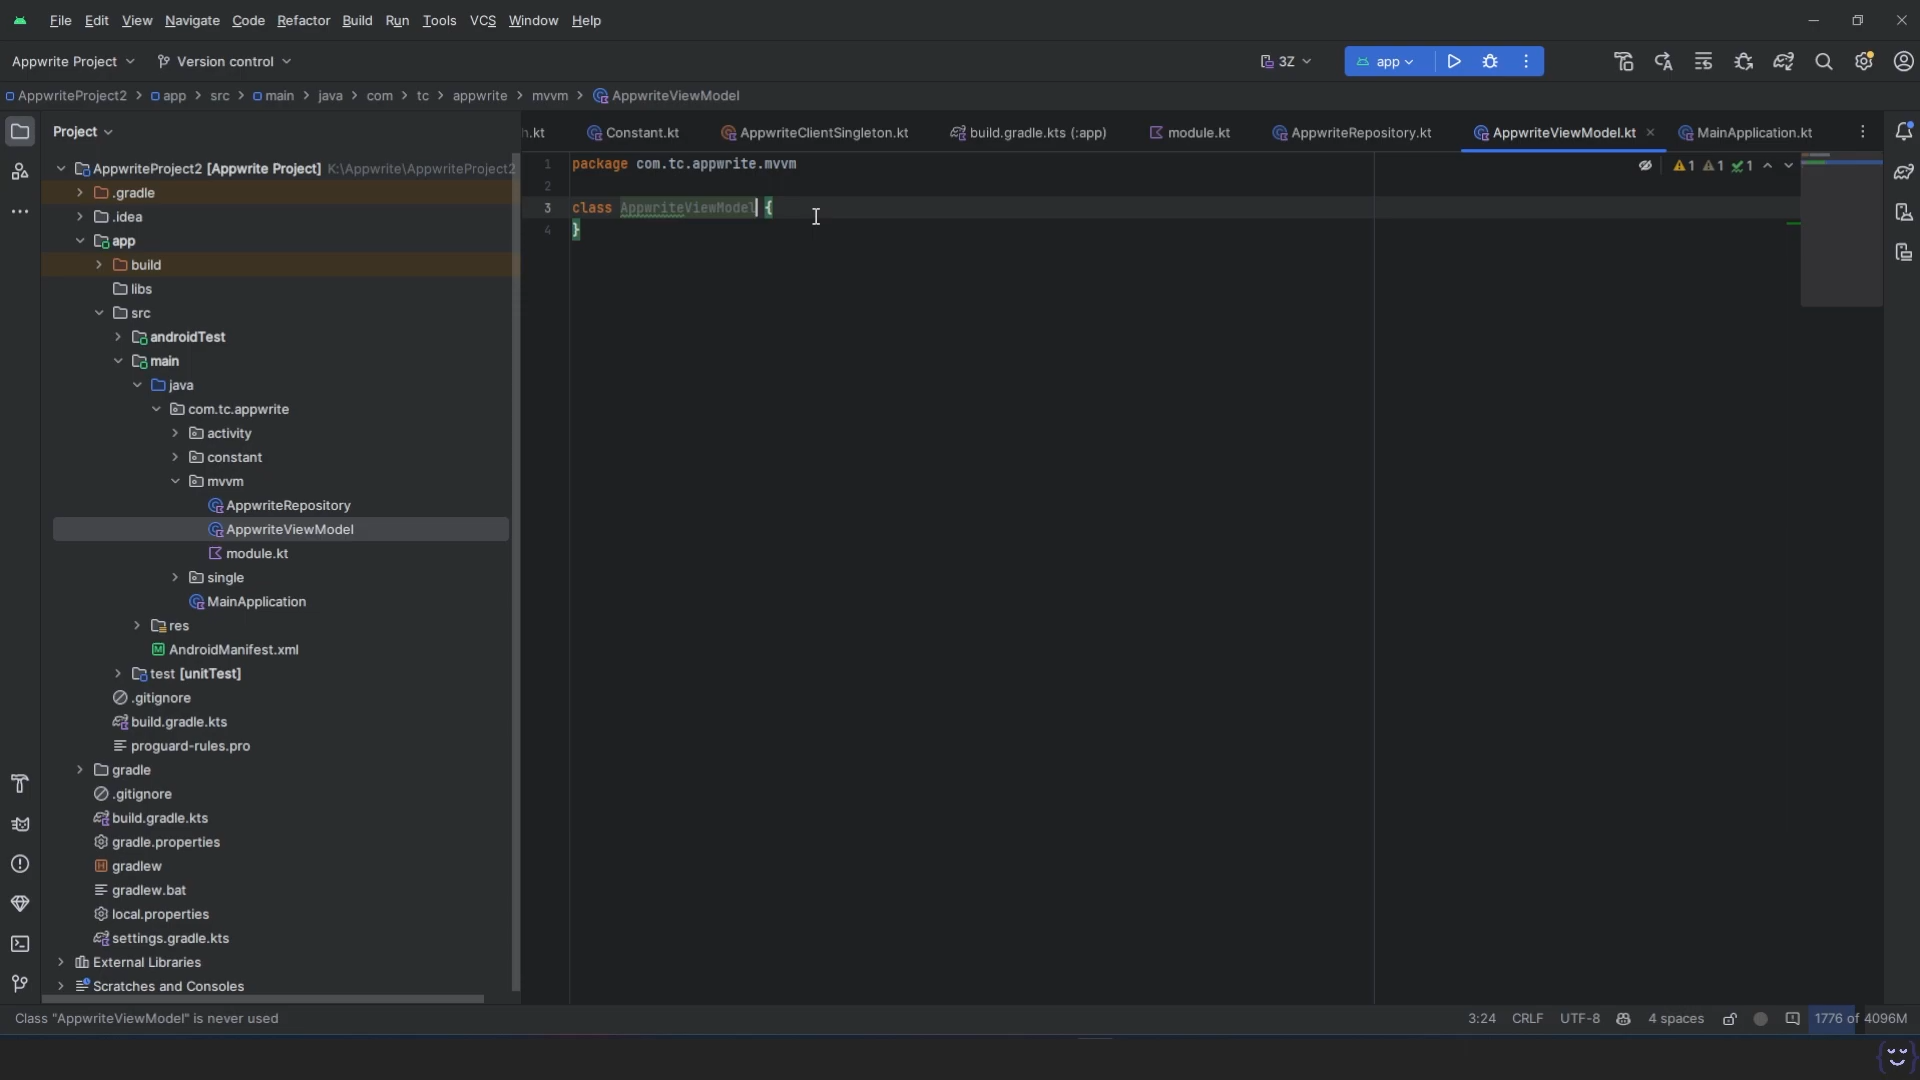 File Edit View Navigate Code Refactor Build Run Tools VCS Window Help
Appwrite Project Version control 3Z app
AppwriteProject2 app src main java com tc appwrite mvvm AppwriteViewModel
Project
h.kt Constant.kt AppwriteClientSingleton.kt build.gradle.kts (:app) module.kt AppwriteRepository.kt AppwriteViewModel.kt MainApplication.kt
AppwriteProject2 [Appwrite Project] K:\Appwrite\AppwriteProject2
.gradle
.idea
app
build
libs
src
androidTest
main
java
com.tc.appwrite
activity
constant
mvvm
AppwriteRepository
AppwriteViewModel
module.kt
single
MainApplication
res
AndroidManifest.xml
test [unitTest]
.gitignore
build.gradle.kts
proguard-rules.pro
gradle
.gitignore
build.gradle.kts
gradle.properties
gradlew
gradlew.bat
local.properties
settings.gradle.kts
External Libraries
Scratches and Consoles
1 package com.tc.appwrite.mvvm
2
3 class AppwriteViewModel {
4 }
1 1 1
Class "AppwriteViewModel" is never used
3:24 CRLF UTF-8 4 spaces 1776 of 4096M